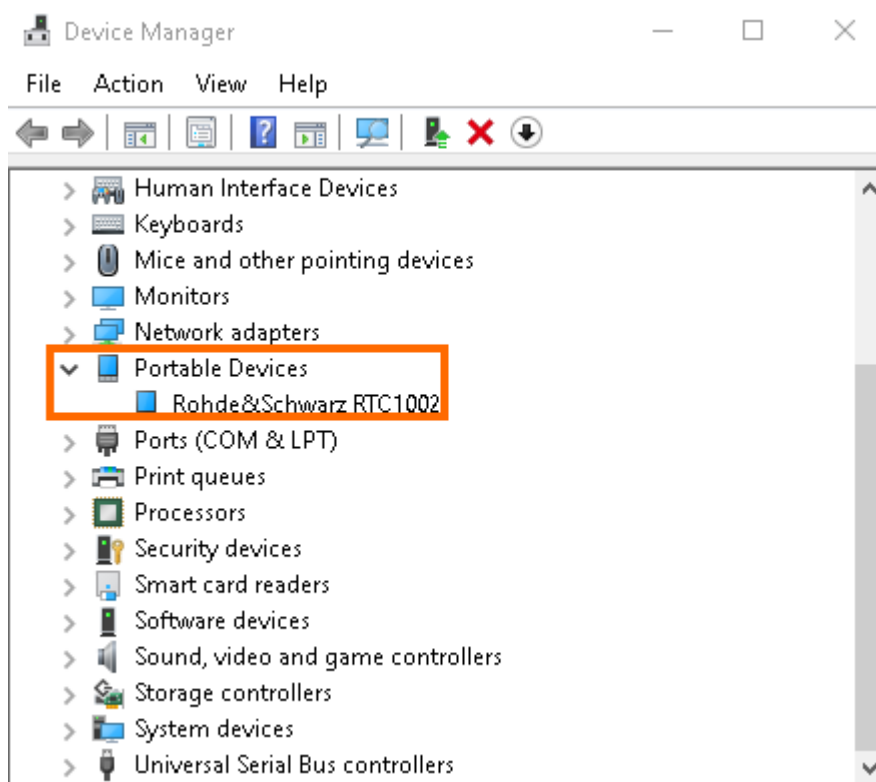 Device Manager
File Action View Help
Human Interface Devices
Keyboards
Mice and other pointing devices
Monitors
Network adapters
Portable Devices
Rohde&Schwarz RTC1002
Ports (COM & LPT)
Print queues
Processors
Security devices
Smart card readers
Software devices
Sound, video and game controllers
Storage controllers
System devices
Universal Serial Bus controllers